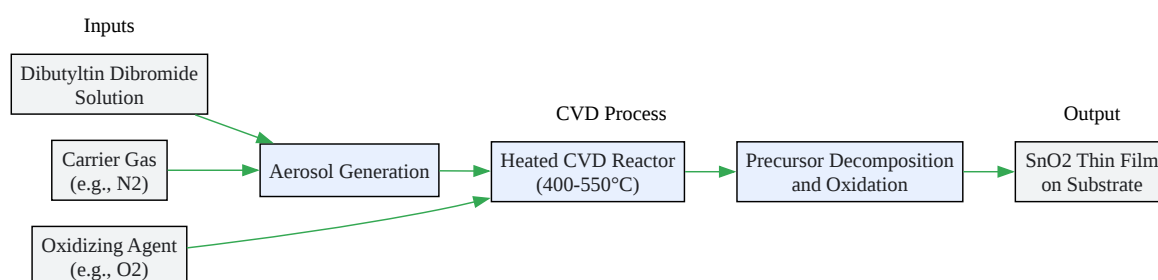 Inputs
Dibutyltin Dibromide
Solution
Carrier Gas
(e.g., N2)
Oxidizing Agent
(e.g., O2)
Aerosol Generation
CVD Process
Heated CVD Reactor
(400-550°C)
Precursor Decomposition
and Oxidation
Output
SnO2 Thin Film
on Substrate